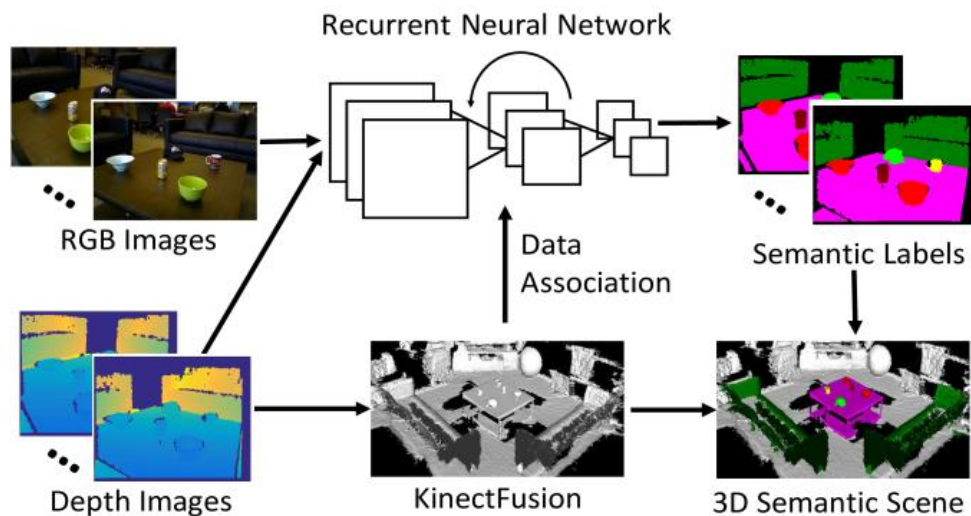 Recurrent Neural Network
RGB Images
Data
Association
Semantic Labels
Depth Images
KinectFusion
3D Semantic Scene